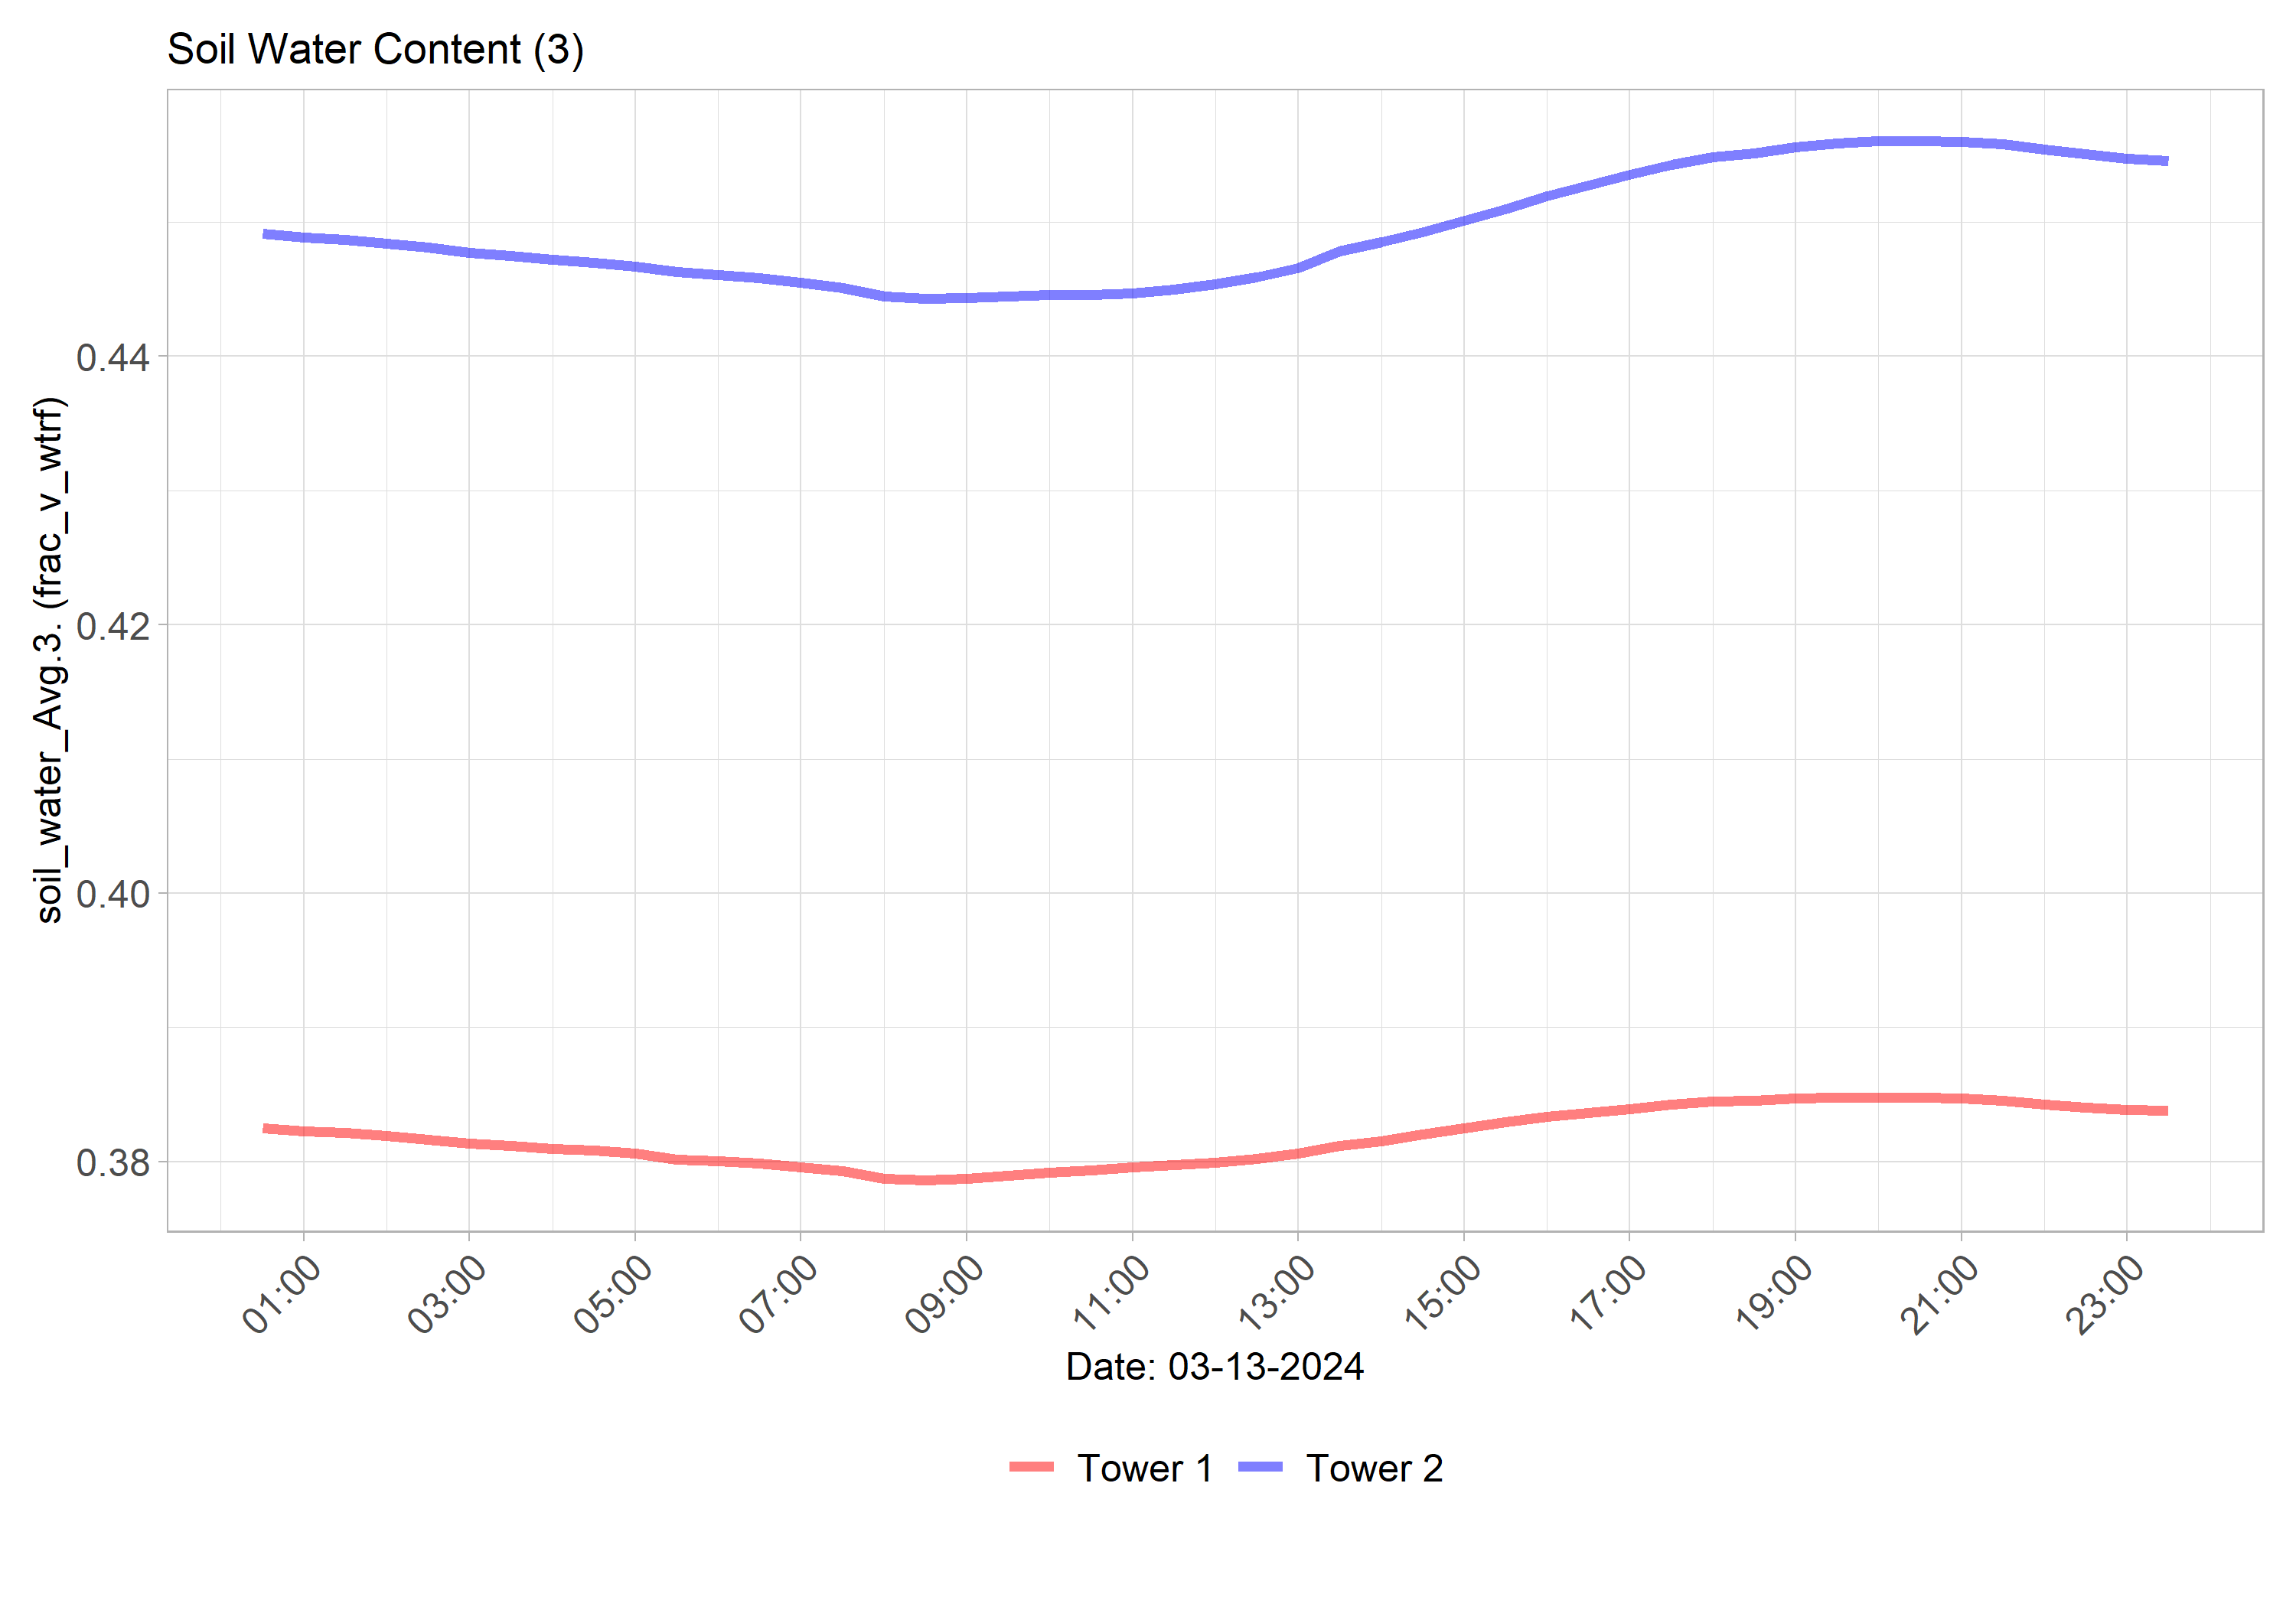 Soil Water Content (3)
soil_water_Avg.3. (frac_v_wtrf)
0.44
0.42
0.40
0.38
01:00 03:00 05:00 07:00 09:00 11:00 13:00 15:00 17:00 19:00 21:00 23:00
Date: 03-13-2024
Tower 1 Tower 2